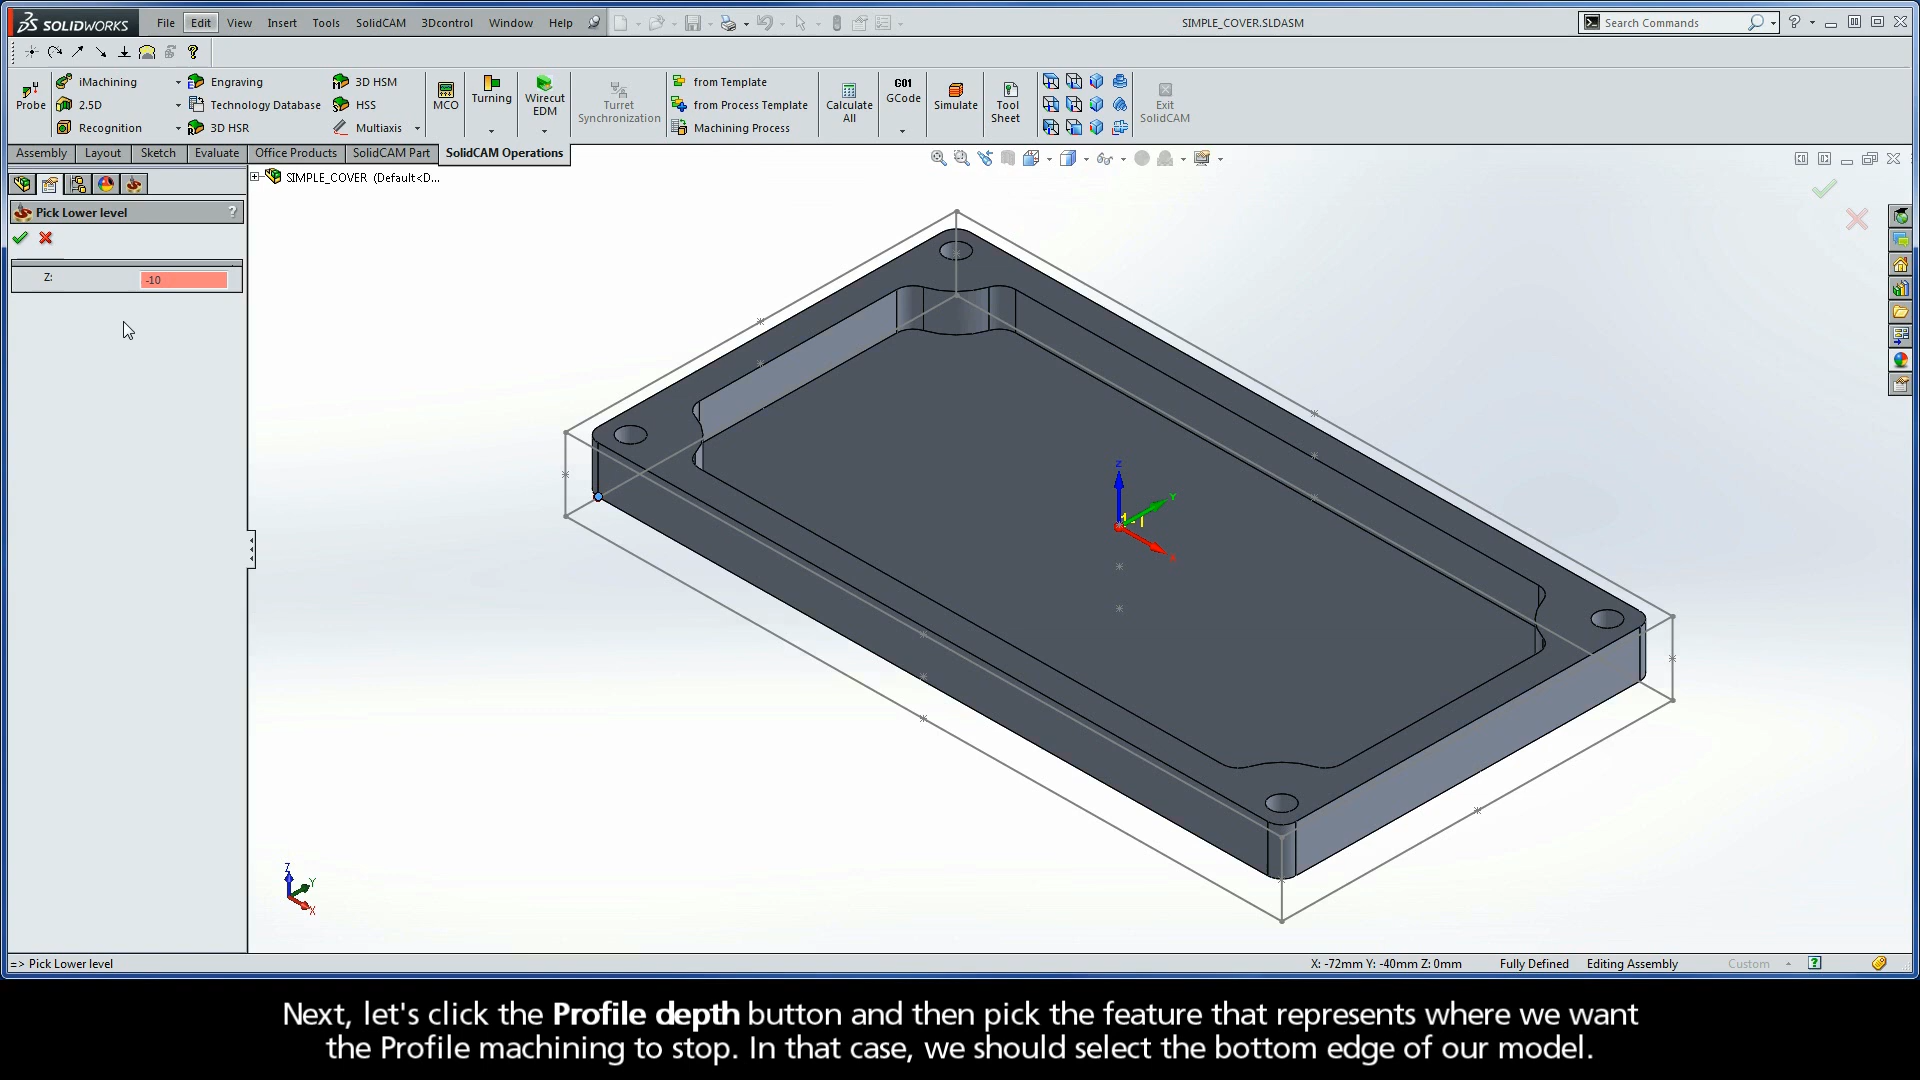 SOLIDWORKS File Edit View Insert Tools SolidCAM 3Dcontrol Window Help SIMPLE_COVER.SLDASM Search Commands
Probe iMachining 2.5D Recognition
Engraving Technology Database 3D HSR
3D HSM HSS Multiaxis
MCO Turning Wirecut EDM Turret Synchronization
from Template from Process Template Machining Process
Calculate All G01 GCode Simulate Tool Sheet Exit SolidCAM
Assembly Layout Sketch Evaluate Office Products SolidCAM Part SolidCAM Operations
SIMPLE_COVER (Default<D...
Pick Lower level ?
Z: -10
Z Y X
Z Y X
=> Pick Lower level X: -72mm Y: -40mm Z: 0mm Fully Defined Editing Assembly Custom
Next, let's click the Profile depth button and then pick the feature that represents where we want
the Profile machining to stop. In that case, we should select the bottom edge of our model.